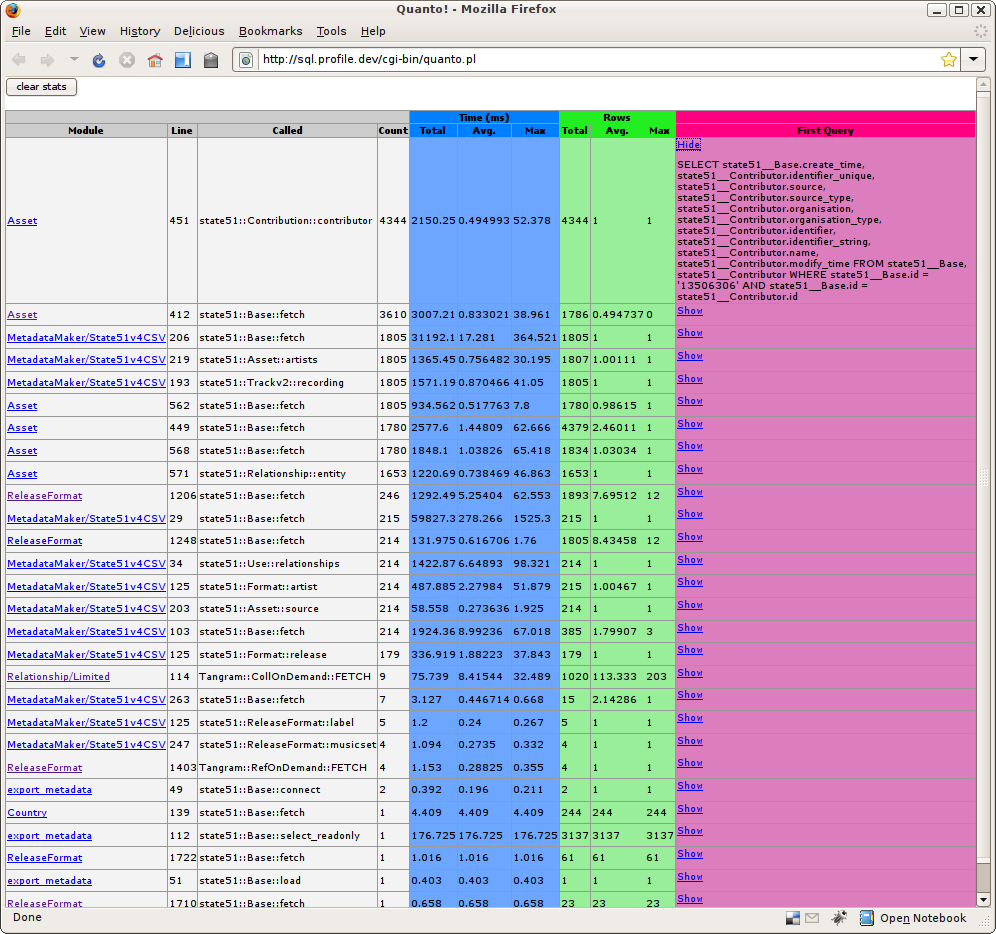 Quanto! - Mozilla Firefox
File Edit View History Delicious Bookmarks Tools Help
http://sql.profile.dev/cgi-bin/quanto.pl
clear stats
Time (ms) Rows
Module Line Called Count Total Avg. Max Total Avg. Max First Query
Hide
SELECT state51__Base.create_time,
state51__Contributor.identifier_unique,
state51__Contributor.source,
state51__Contributor.source_type,
state51__Contributor.organisation,
Asset 451 state51::Contribution::contributor 4344 2150.25 0.494993 52.378 4344 1 1
state51__Contributor.organisation_type,
state51__Contributor.identifier,
state51__Contributor.identifier_string,
state51__Contributor.name,
state51__Contributor.modify_time FROM state51__Base,
state51__Contributor WHERE state51__Base.id =
'13506306' AND state51__Base.id =
state51__Contributor.id
Asset 412 state51::Base::fetch 3610 3007.21 0.833021 38.961 1786 0.494737 0 Show
MetadataMaker/State51v4CSV 206 state51::Base::fetch 1805 31192.1 17.281 364.521 1805 1 1 Show
MetadataMaker/State51v4CSV 219 state51::Asset::artists 1805 1365.45 0.756482 30.195 1807 1.00111 1 Show
MetadataMaker/State51v4CSV 193 state51::Trackv2::recording 1805 1571.19 0.870466 41.05 1805 1 1 Show
Asset 562 state51::Base::fetch 1805 934.562 0.517763 7.8 1780 0.98615 1 Show
Asset 449 state51::Base::fetch 1780 2577.6 1.44809 62.666 4379 2.46011 1 Show
Asset 568 state51::Base::fetch 1780 1848.1 1.03826 65.418 1834 1.03034 1 Show
Asset 571 state51::Relationship::entity 1653 1220.69 0.738469 46.863 1653 1 1 Show
ReleaseFormat 1206 state51::Base::fetch 246 1292.49 5.25404 62.553 1893 7.69512 12 Show
MetadataMaker/State51v4CSV 29 state51::Base::fetch 215 59827.3 278.266 1525.3 215 1 1 Show
ReleaseFormat 1248 state51::Base::fetch 214 131.975 0.616706 1.76 1805 8.43458 12 Show
MetadataMaker/State51v4CSV 34 state51::Use::relationships 214 1422.87 6.64893 98.321 214 1 1 Show
MetadataMaker/State51v4CSV 125 state51::Format::artist 214 487.885 2.27984 51.879 215 1.00467 1 Show
MetadataMaker/State51v4CSV 203 state51::Asset::source 214 58.558 0.273636 1.925 214 1 1 Show
MetadataMaker/State51v4CSV 103 state51::Base::fetch 214 1924.36 8.99236 67.018 385 1.79907 3 Show
MetadataMaker/State51v4CSV 125 state51::Format::release 179 336.919 1.88223 37.843 179 1 1 Show
Relationship/Limited 114 Tangram::CollOnDemand::FETCH 9 75.739 8.41544 32.489 1020 113.333 203 Show
MetadataMaker/State51v4CSV 263 state51::Base::fetch 7 3.127 0.446714 0.668 15 2.14286 1 Show
MetadataMaker/State51v4CSV 125 state51::ReleaseFormat::label 5 1.2 0.24 0.267 5 1 1 Show
MetadataMaker/State51v4CSV 247 state51::ReleaseFormat::musicset 4 1.094 0.2735 0.332 4 1 1 Show
ReleaseFormat 1403 Tangram::RefOnDemand::FETCH 4 1.153 0.28825 0.355 4 1 1 Show
export_metadata 49 state51::Base::connect 2 0.392 0.196 0.211 2 1 1 Show
Country 139 state51::Base::fetch 1 4.409 4.409 4.409 244 244 244 Show
export_metadata 112 state51::Base::select_readonly 1 176.725 176.725 176.725 3137 3137 3137 Show
ReleaseFormat 1722 state51::Base::fetch 1 1.016 1.016 1.016 61 61 61 Show
export_metadata 51 state51::Base::load 1 0.403 0.403 0.403 1 1 1 Show
ReleaseFormat 1710 state51::Base::fetch 1 0.658 0.658 0.658 23 23 23 Show
Done Open Notebook